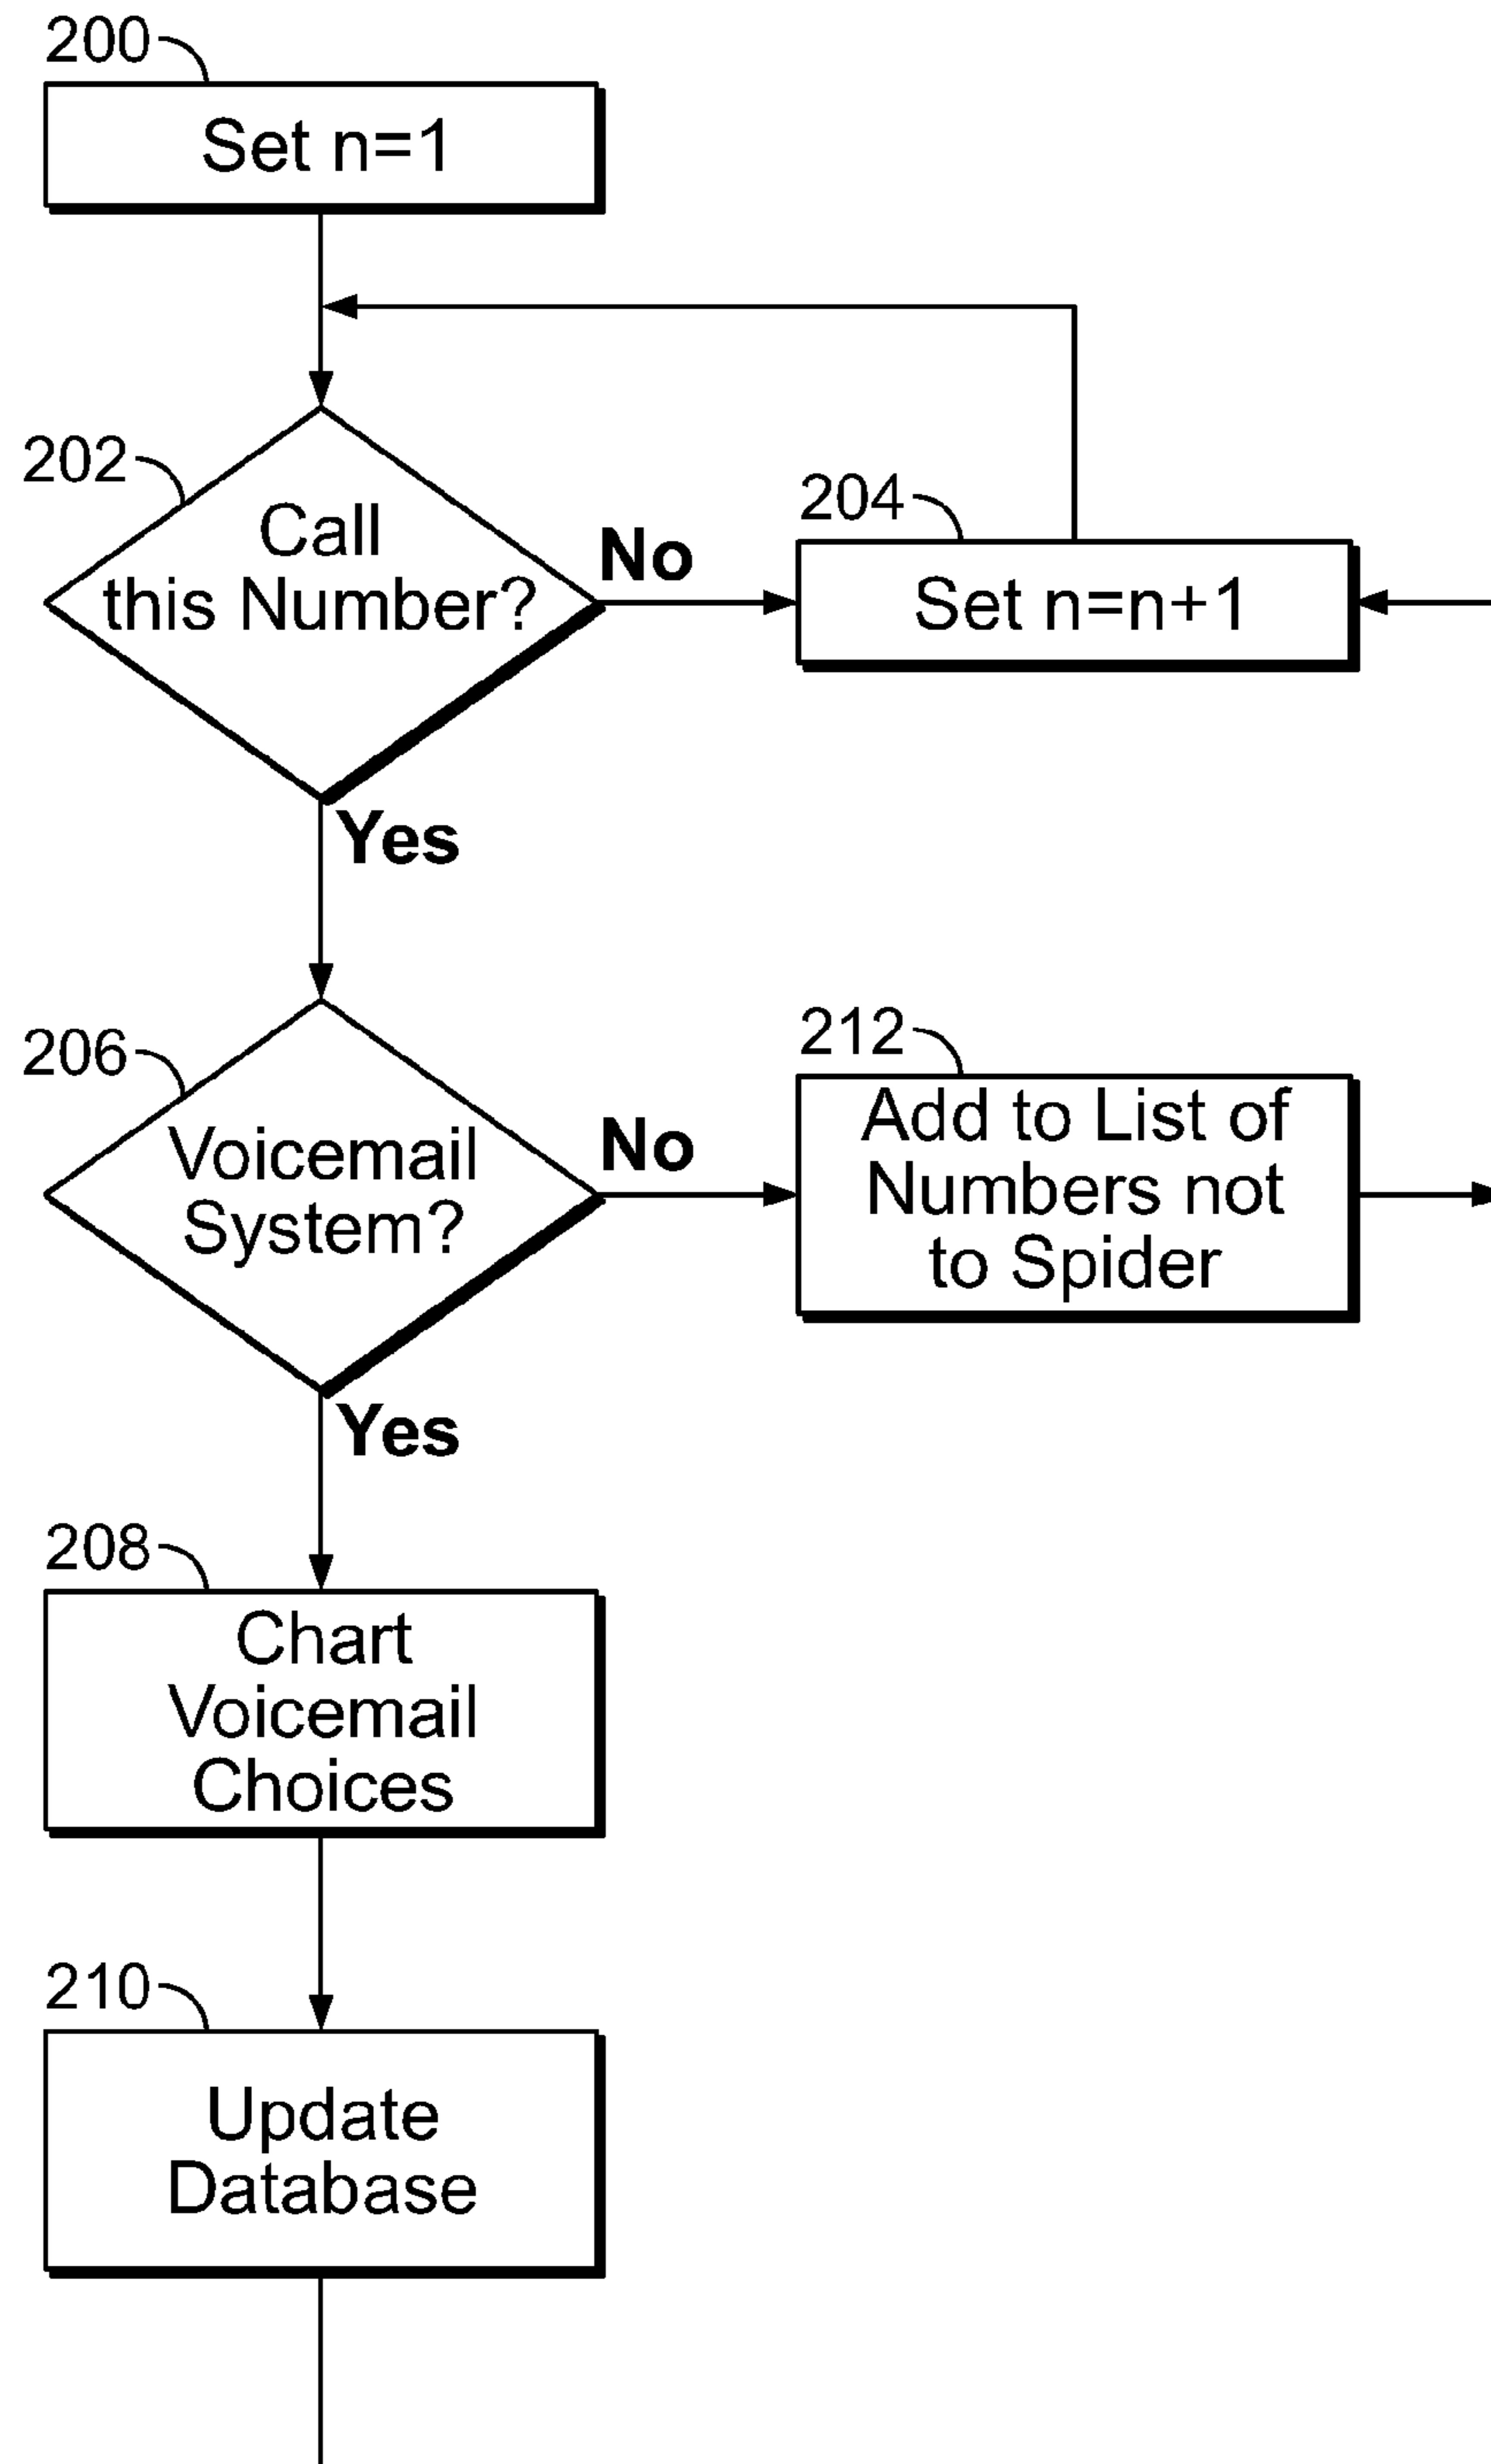 200
Set n=1
202
Call
this Number?
No
204
Set n=n+1
Yes
206
Voicemail
System?
No
212
Add to List of
Numbers not
to Spider
Yes
208
Chart
Voicemail
Choices
210
Update
Database